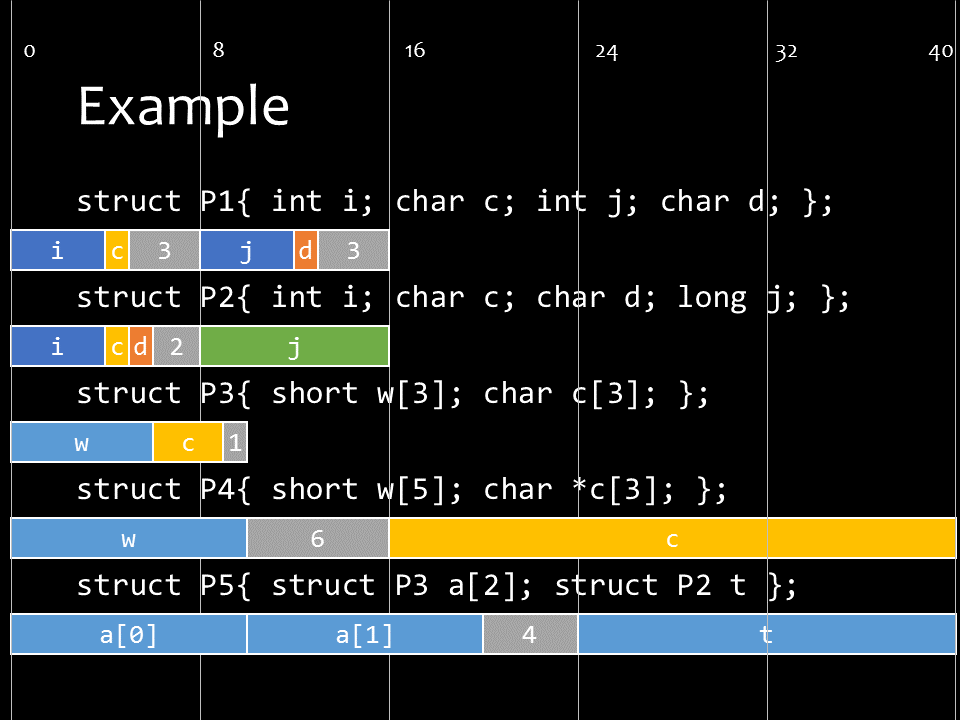 0 8 16 24 32 40
Example
struct P1{ int i; char c; int j; char d; };
i c 3 j d 3
struct P2{ int i; char c; char d; long j; };
i c d 2 j
struct P3{ short w[3]; char c[3]; };
w c 1
struct P4{ short w[5]; char *c[3]; };
w 6 c
struct P5{ struct P3 a[2]; struct P2 t };
a[0] a[1] 4 t